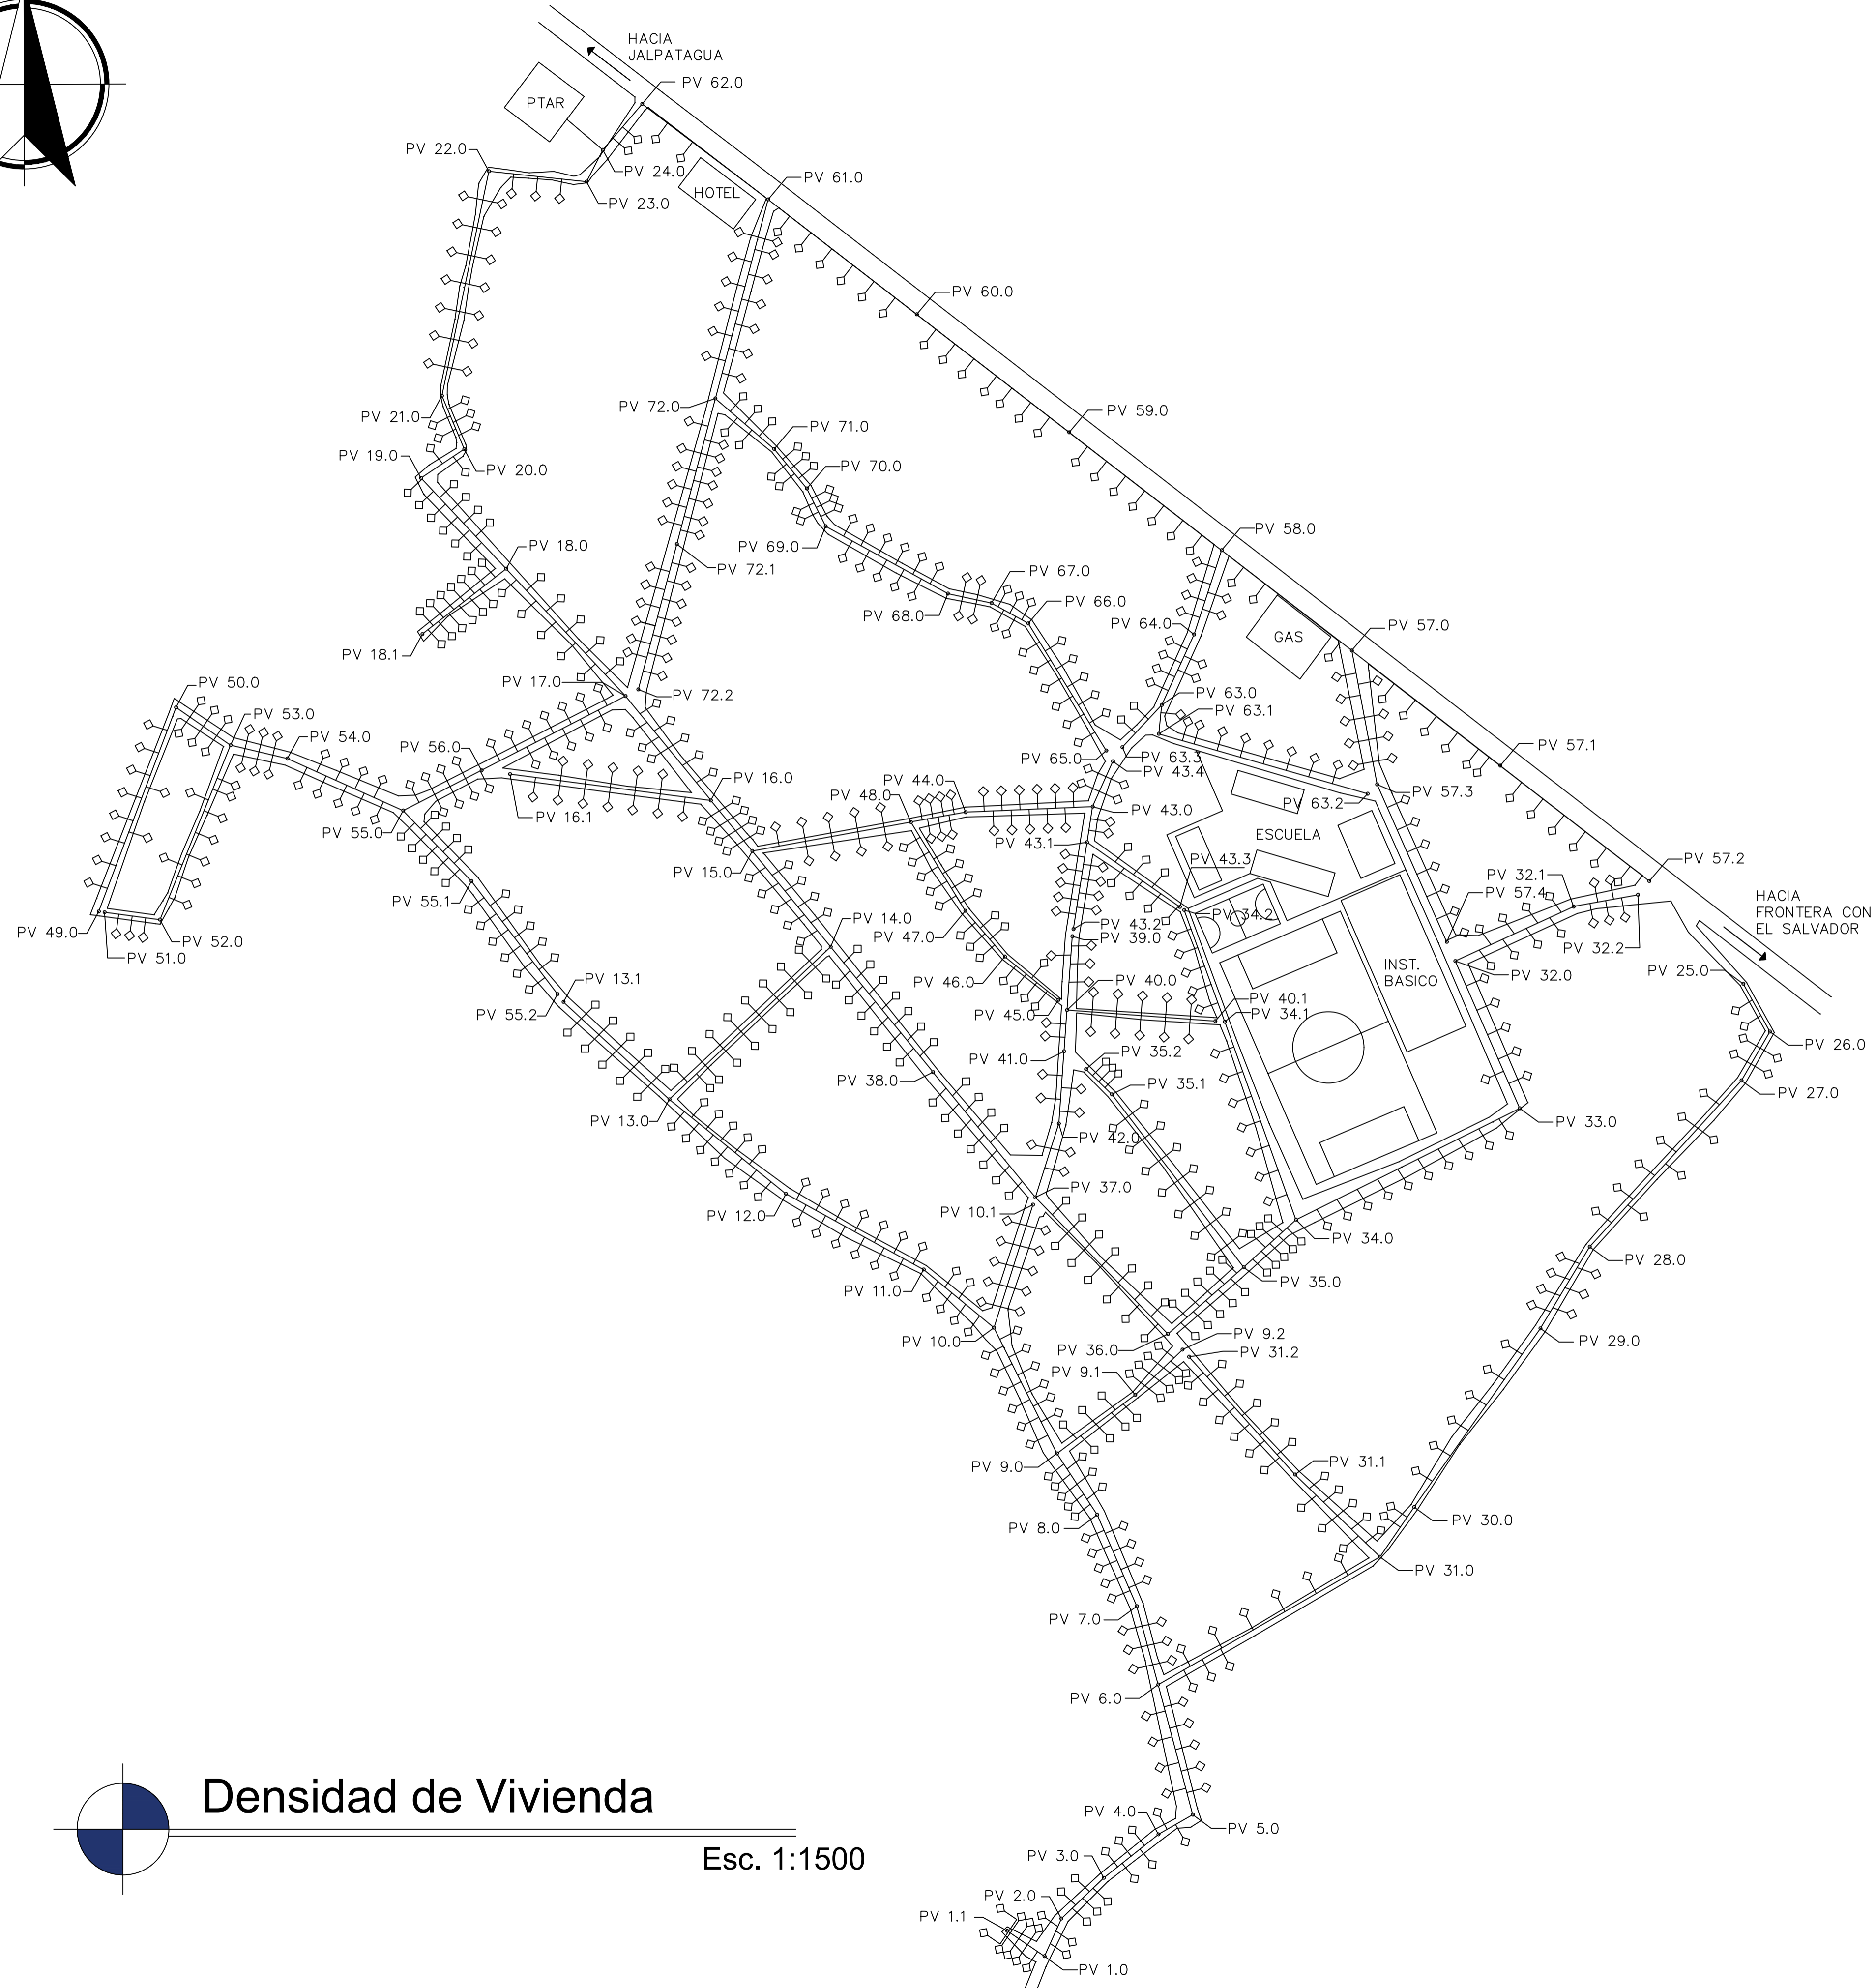 HACIA
JALPATAGUA
PV 62.0
PTAR
PV 22.0
PV 24.0
PV 61.0
HOTEL
PV 23.0
PV 60.0
PV 72.0
PV 59.0
PV 21.0
PV 71.0
PV 19.0
PV 20.0
PV 70.0
PV 58.0
PV 18.0
PV 69.0
PV 72.1
PV 67.0
PV 66.0
PV 68.0
PV 64.0
PV 57.0
GAS
PV 18.1
PV 17.0
PV 72.2
PV 50.0
PV 63.0
PV 63.1
PV 53.0
PV 54.0
PV 56.0
PV 57.1
PV 65.0
PV 63.3
PV 43.4
PV 16.0
PV 44.0
PV 57.3
PV 48.0
PV 63.2
PV 16.1
PV 43.0
PV 55.0
ESCUELA
PV 43.1
PV 43.3
PV 57.2
PV 15.0
PV 32.1
PV 57.4
PV 55.1
HACIA
FRONTERA CON
EL SALVADOR
PV 34.2
PV 14.0
PV 49.0
PV 52.0
PV 47.0
PV 43.2
PV 39.0
PV 32.2
PV 51.0
INST.
BASICO
PV 32.0
PV 25.0
PV 13.1
PV 46.0
PV 40.0
PV 40.1
PV 34.1
PV 55.2
PV 45.0
PV 26.0
PV 41.0
PV 35.2
PV 38.0
PV 35.1
PV 27.0
PV 13.0
PV 33.0
PV 42.0
PV 37.0
PV 10.1
PV 12.0
PV 34.0
PV 28.0
PV 35.0
PV 11.0
PV 9.2
PV 10.0
PV 36.0
PV 31.2
PV 29.0
PV 9.1
PV 31.1
PV 9.0
PV 30.0
PV 8.0
PV 31.0
PV 7.0
PV 6.0
Densidad de Vivienda
Esc. 1:1500
PV 4.0
PV 5.0
PV 3.0
PV 2.0
PV 1.1
PV 1.0